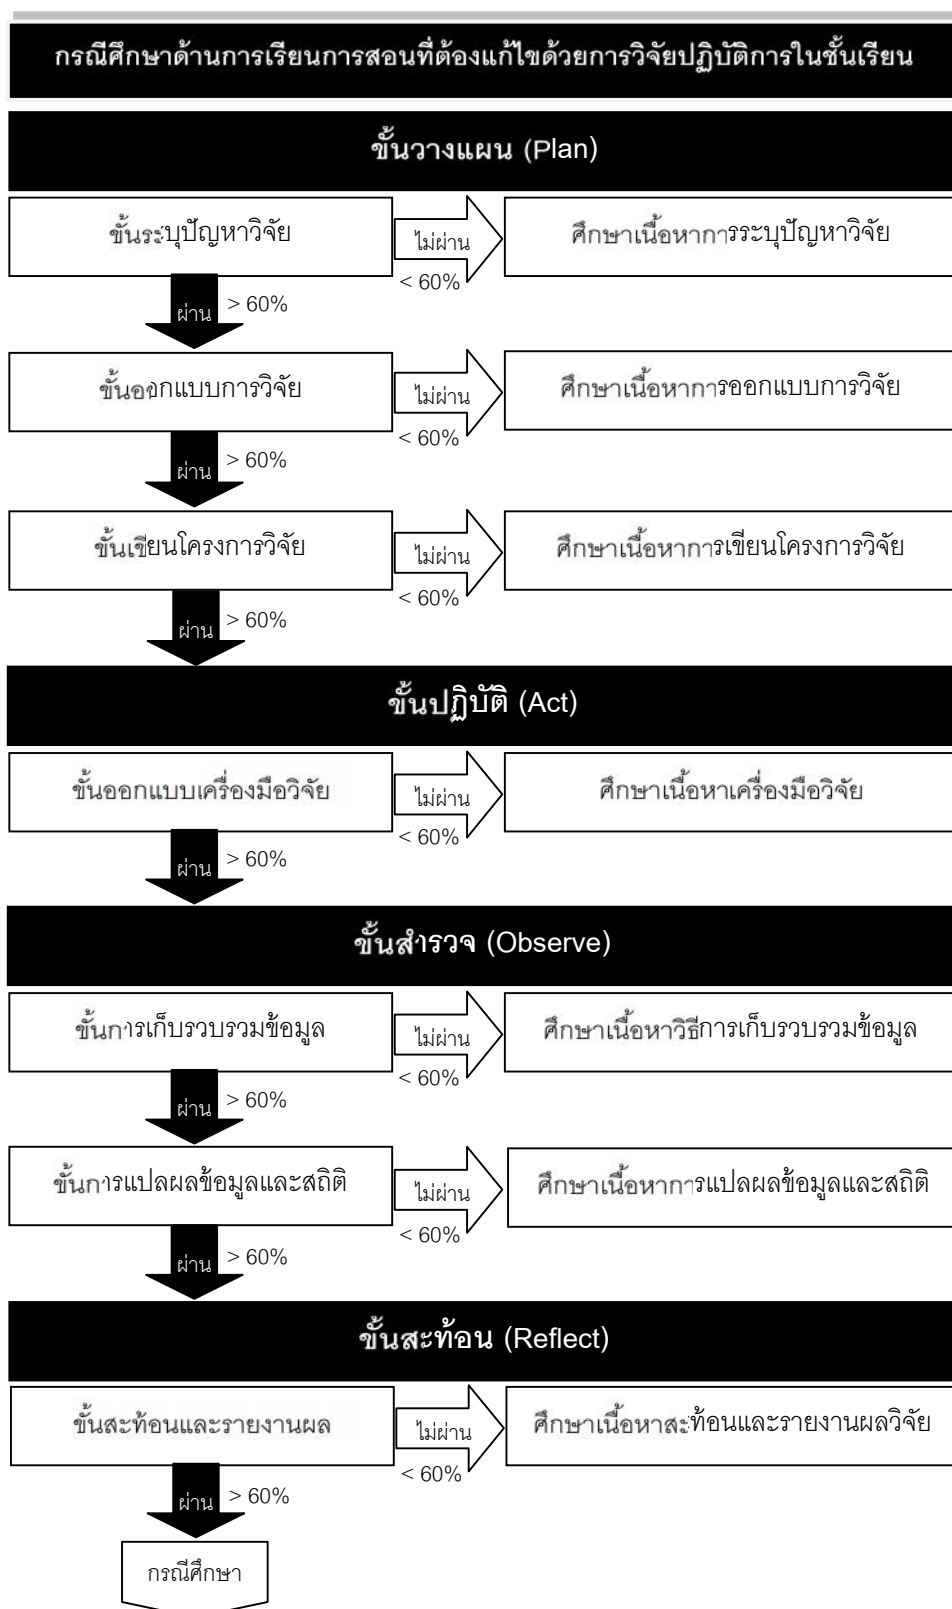 กรณีศึกษาด้านการเรียนการสอนที่ต้องแก้ไขด้วยการวิจัยปฏิบัติการในชั้นเรียน
ขั้นวางแผน (Plan)
ขั้นระบุปัญหาวิจัย
ไม่ผ่าน
< 60%
ศึกษาเนื้อหาการระบุปัญหาวิจัย
ผ่าน
> 60%
ขั้นออกแบบการวิจัย
ไม่ผ่าน
< 60%
ศึกษาเนื้อหาการออกแบบการวิจัย
ผ่าน
> 60%
ขั้นเขียนโครงการวิจัย
ไม่ผ่าน
< 60%
ศึกษาเนื้อหาการเขียนโครงการวิจัย
ผ่าน
> 60%
ขั้นปฏิบัติ (Act)
ขั้นออกแบบเครื่องมือวิจัย
ไม่ผ่าน
< 60%
ศึกษาเนื้อหาเครื่องมือวิจัย
ผ่าน
> 60%
ขั้นสำรวจ (Observe)
ขั้นการเก็บรวบรวมข้อมูล
ไม่ผ่าน
< 60%
ศึกษาเนื้อหาวิธีการเก็บรวบรวมข้อมูล
ผ่าน
> 60%
ขั้นการแปลผลข้อมูลและสถิติ
ไม่ผ่าน
< 60%
ศึกษาเนื้อหาการแปลผลข้อมูลและสถิติ
ผ่าน
> 60%
ขั้นสะท้อน (Reflect)
ขั้นสะท้อนและรายงานผล
ไม่ผ่าน
< 60%
ศึกษาเนื้อหาสะท้อนและรายงานผลวิจัย
ผ่าน
> 60%
กรณีศึกษา